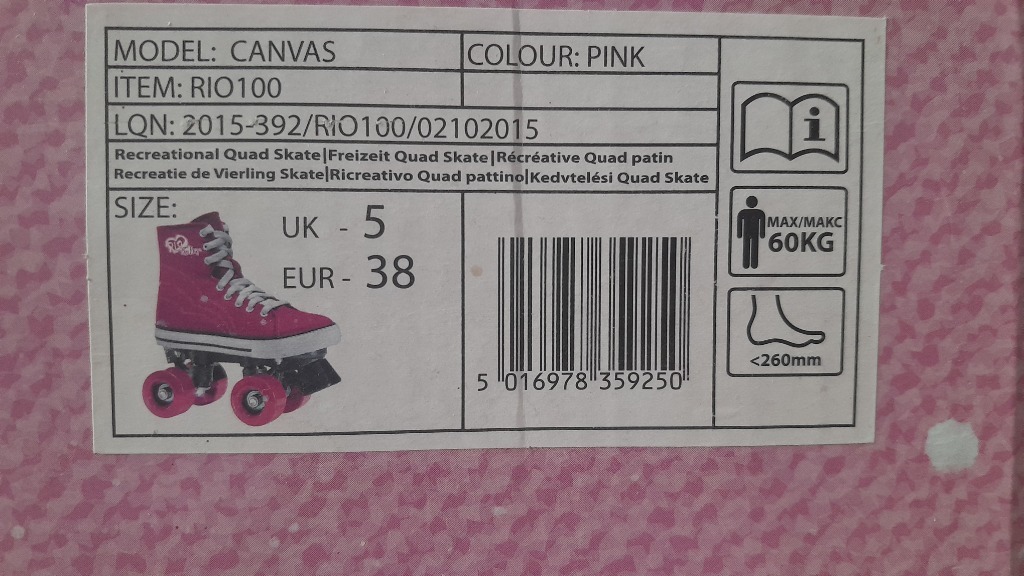 MODEL: CANVAS
COLOUR: PINK
ITEM: RIO100
LQN: 2015-392/RIO100/02102015
Recreational Quad Skate|Freizeit Quad Skate|Récréative Quad patin
Recreatie de Vierling Skate|Ricreativo Quad pattino|Kedvtelési Quad Skate
SIZE:
UK - 5
EUR - 38
5 016978 359250
i
MAX/МАКС
60KG
<260mm